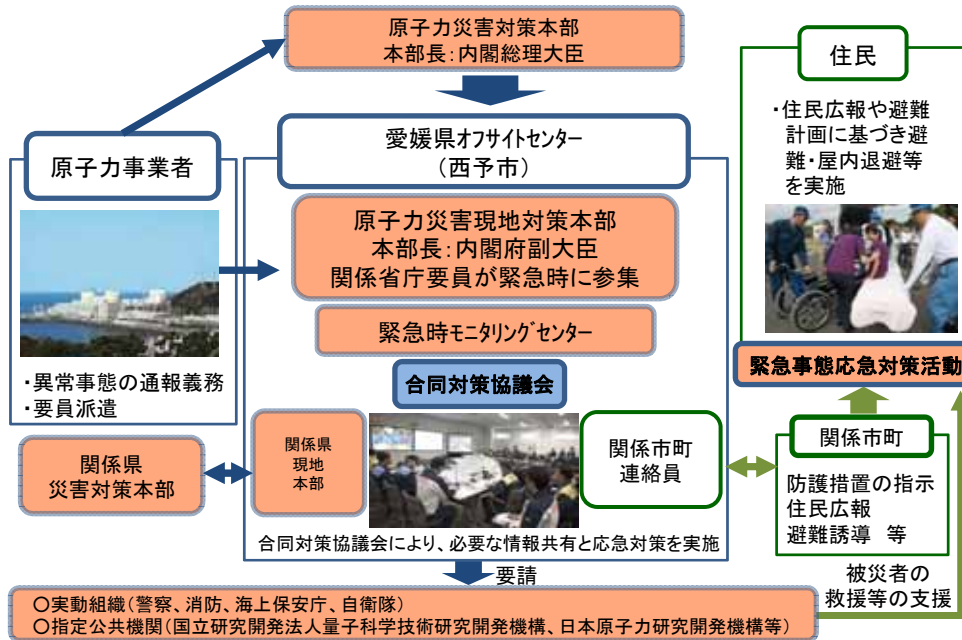 原子力災害対策本部
本部長：内閣総理大臣
住民
・住民広報や避難
計画に基づき避
難・屋内退避等
を実施
原子力事業者
愛媛県オフサイトセンター
（西予市）
原子力災害現地対策本部
本部長：内閣府副大臣
関係省庁要員が緊急時に参集
緊急時モニタリングセンター
・異常事態の通報義務
・要員派遣
合同対策協議会
緊急事態応急対策活動
関係県
災害対策本部
関係県
現地
本部
関係市町
連絡員
関係市町
防護措置の指示
住民広報
避難誘導　等
合同対策協議会により、必要な情報共有と応急対策を実施
要請
被災者の
救援等の支援
○実動組織（警察、消防、海上保安庁、自衛隊）
○指定公共機関（国立研究開発法人量子科学技術研究開発機構、日本原子力研究開発機構等）